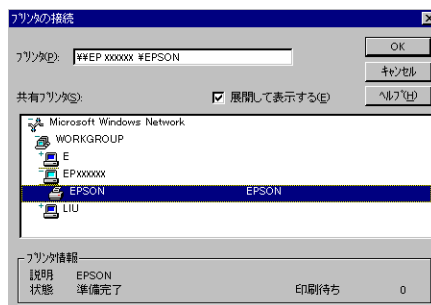 プリンタの接続
プリンタ(P): ¥¥EP xxxxxx ¥EPSON
OK
キャンセル
ヘルプ(H)
共有プリンタ(S):
展開して表示する(E)
Microsoft Windows Network
WORKGROUP
E
EPxxxxxx
EPSON EPSON
LIU
プリンタ情報
説明 EPSON
状態 準備完了 印刷待ち 0